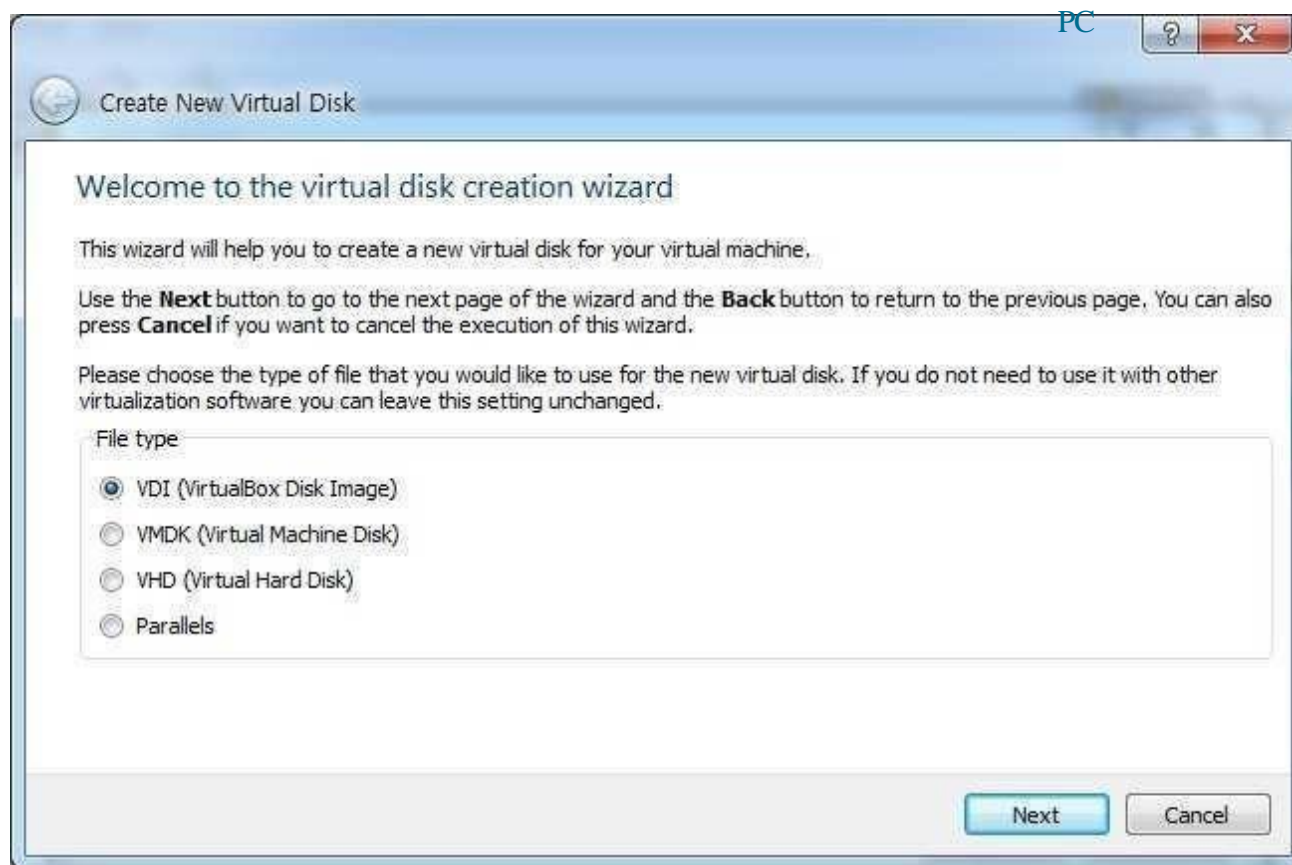 PC
Create New Virtual Disk
Welcome to the virtual disk creation wizard
This wizard will help you to create a new virtual disk for your virtual machine.
Use the Next button to go to the next page of the wizard and the Back button to return to the previous page. You can also
press Cancel if you want to cancel the execution of this wizard.
Please choose the type of file that you would like to use for the new virtual disk. If you do not need to use it with other
virtualization software you can leave this setting unchanged.
File type
VDI (VirtualBox Disk Image)
VMDK (Virtual Machine Disk)
VHD (Virtual Hard Disk)
Parallels
Next
Cancel